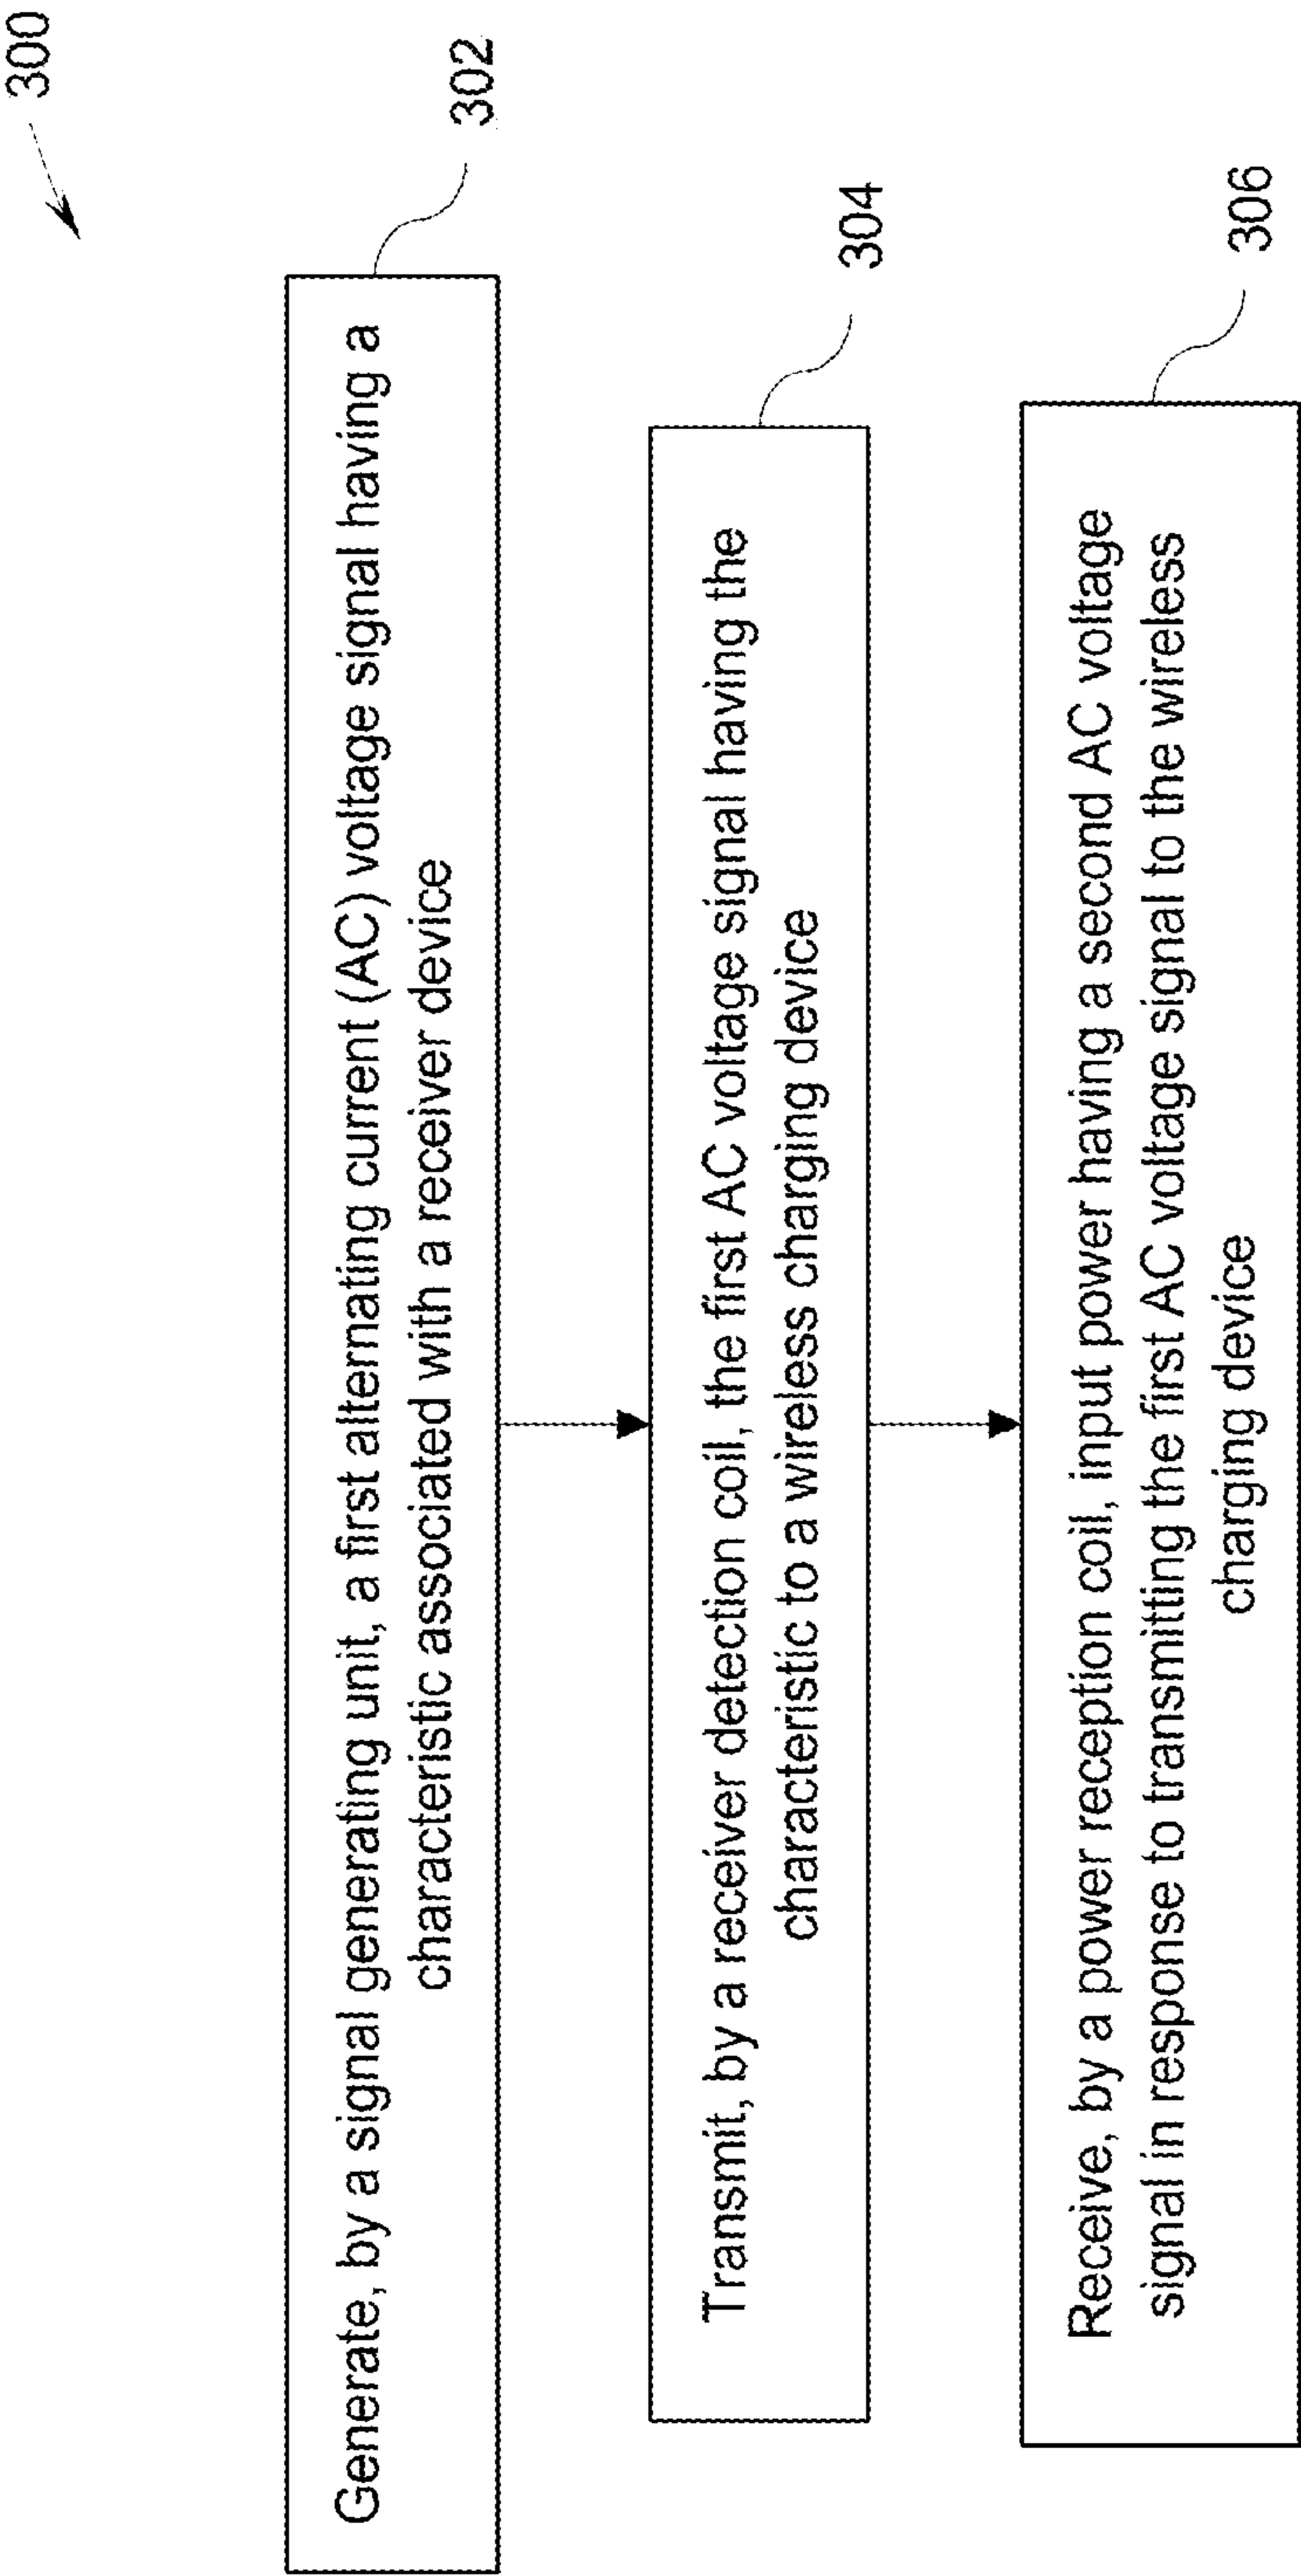 300
Generate, by a signal generating unit, a first alternating current (AC) voltage signal having a
characteristic associated with a receiver device
302
Transmit, by a receiver detection coil, the first AC voltage signal having the
characteristic to a wireless charging device
304
Receive, by a power reception coil, input power having a second AC voltage
signal in response to transmitting the first AC voltage signal to the wireless
charging device
306